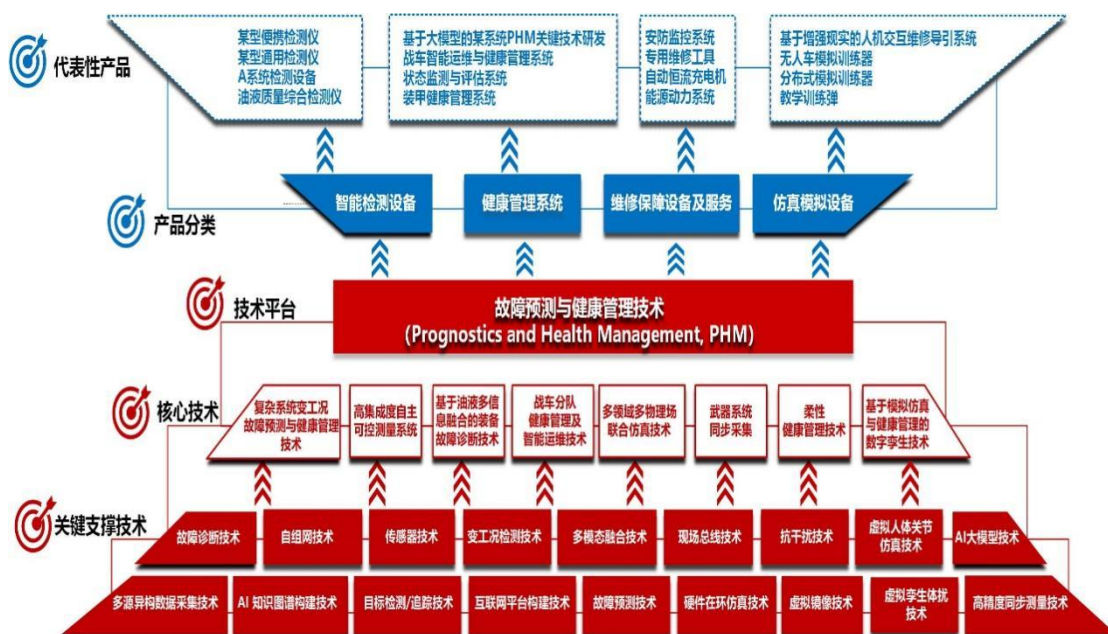 代表性产品
某型便携检测仪
某型通用检测仪
A系统检测设备
油液质量综合检测仪
基于大模型的某系统PHM关键技术研发
战车智能运维与健康管理系统
状态监测与评估系统
装甲健康管理系统
安防监控系统
专用维修工具
自动恒流充电机
能源动力系统
基于增强现实的人机交互维修导引系统
无人车模拟训练器
分布式模拟训练器
教学训练弹
产品分类
智能检测设备
健康管理系统
维修保障设备及服务
仿真模拟设备
技术平台
故障预测与健康管理技术
(Prognostics and Health Management, PHM)
核心技术
复杂系统变工况
故障预测与健康管理
技术
高集成度自主
可控测量系统
基于油液多信
息融合的装备
故障诊断技术
战车分队
健康管理及
智能运维技术
多领域多物理场
联合仿真技术
武器系统
同步采集
柔性
健康管理技术
基于模拟仿真
与健康管理的
数字孪生技术
关键支撑技术
故障诊断技术
自组网技术
传感器技术
变工况检测技术
多模态融合技术
现场总线技术
抗干扰技术
虚拟人体关节
仿真技术
AI大模型技术
多源异构数据采集技术
AI 知识图谱构建技术
目标检测/追踪技术
互联网平台构建技术
故障预测技术
硬件在环仿真技术
虚拟镜像技术
虚拟孪生体扰
技术
高精度同步测量技术